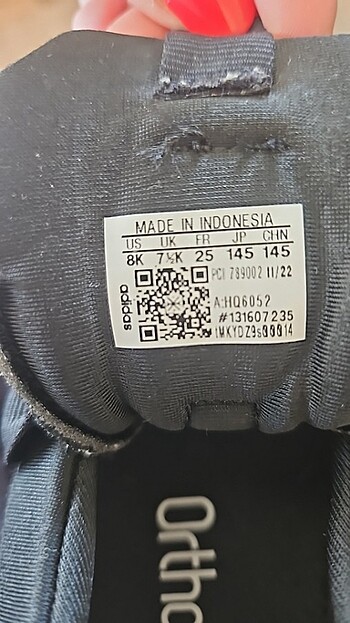 MADE IN INDONESIA
US UK FR JP CHN
8K 7½K 25 145 145
PCI 789002 11/22
adidas
A:HQ6052
#131607235
Ortho